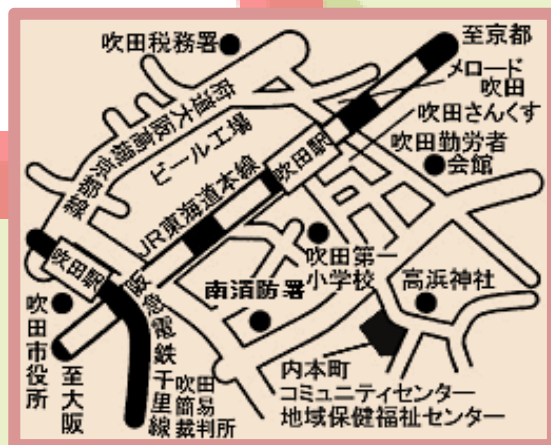 吹田税務署
至京都
メロード
吹田
吹田さんくす
吹田勤労者
会館
府道大阪高槻京都線
ビール工場
吹田駅
JR東海道本線
吹田駅
吹田第一
小学校
高浜神社
南消防署
阪急電鉄千里線
吹田
市役所
至大阪
吹田
簡易
裁判所
内本町
コミュニティセンター
地域保健福祉センター